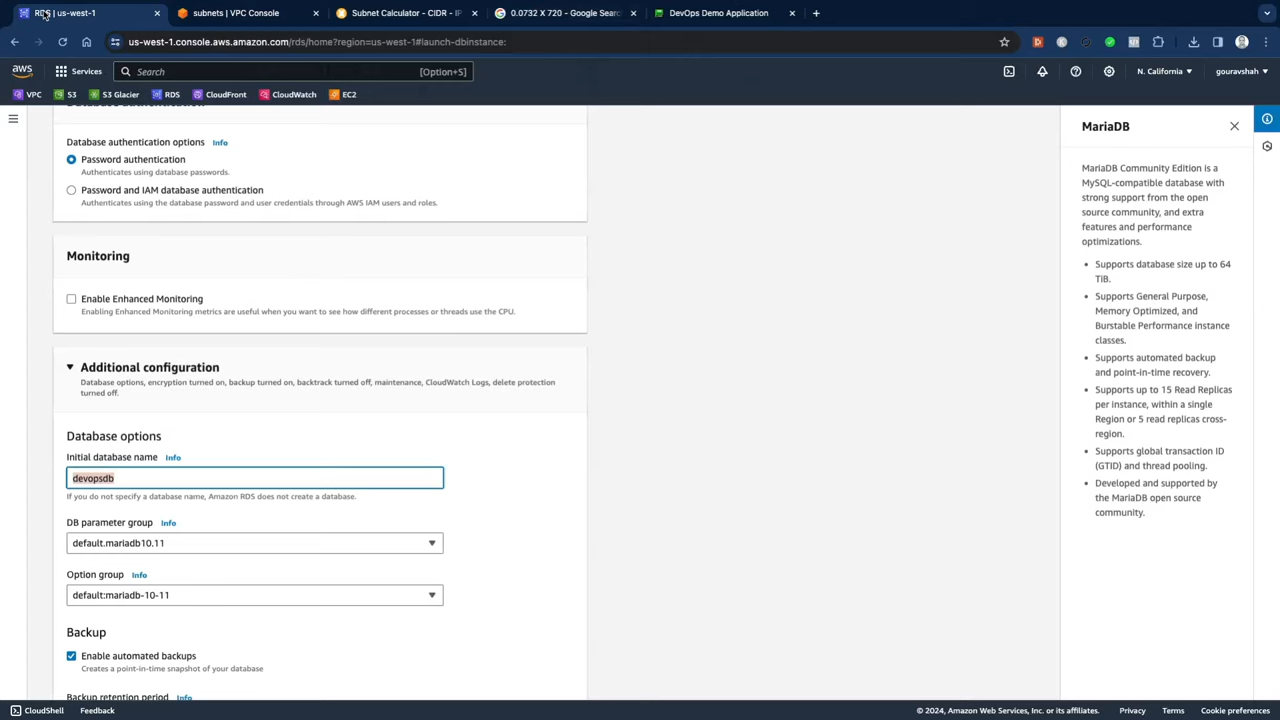 RDS | us-west-1
subnets | VPC Console
Subnet Calculator - CIDR - IP
0.0732 X 720 - Google Search
DevOps Demo Application
us-west-1.console.aws.amazon.com/rds/home?region=us-west-1#launch-dbinstance:
aws
Services
Search
[Option+S]
N. California
gouravshah
VPC
S3
S3 Glacier
RDS
CloudFront
CloudWatch
EC2
Database authentication options Info
Password authentication
Authenticates using database passwords.
Password and IAM database authentication
Authenticates using the database password and user credentials through AWS IAM users and roles.
Monitoring
Enable Enhanced Monitoring
Enabling Enhanced Monitoring metrics are useful when you want to see how different processes or threads use the CPU.
Additional configuration
Database options, encryption turned on, backup turned on, backtrack turned off, maintenance, CloudWatch Logs, delete protection
turned off.
Database options
Initial database name Info
devopsdb
If you do not specify a database name, Amazon RDS does not create a database.
DB parameter group Info
default.mariadb10.11
Option group Info
default:mariadb-10-11
Backup
Enable automated backups
Creates a point-in-time snapshot of your database
Backup retention period Info
MariaDB
MariaDB Community Edition is a
MySQL-compatible database with
strong support from the open
source community, and extra
features and performance
optimizations.
Supports database size up to 64
TiB.
Supports General Purpose,
Memory Optimized, and
Burstable Performance instance
classes.
Supports automated backup
and point-in-time recovery.
Supports up to 15 Read Replicas
per instance, within a single
Region or 5 read replicas cross-
region.
Supports global transaction ID
(GTID) and thread pooling.
Developed and supported by
the MariaDB open source
community.
CloudShell
Feedback
© 2024, Amazon Web Services, Inc. or its affiliates.
Privacy
Terms
Cookie preferences